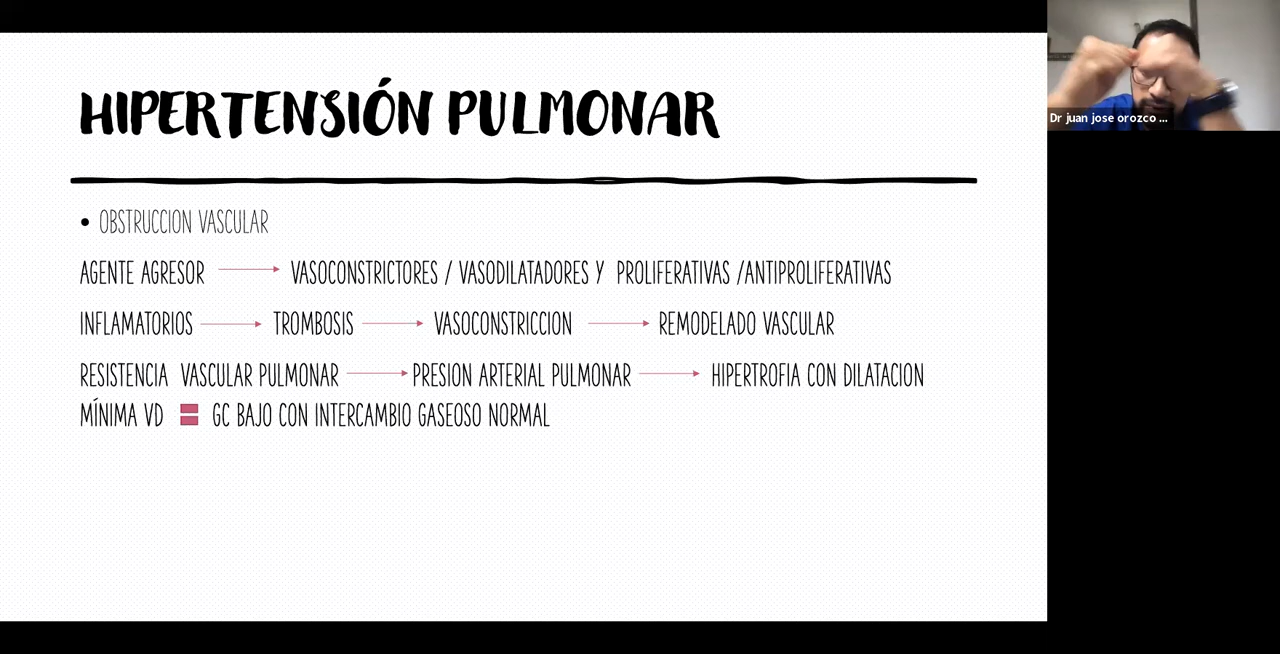 HIPERTENSIÓN PULMONAR
Dr juan jose orozco ...
• OBSTRUCCION VASCULAR
AGENTE AGRESOR VASOCONSTRICTORES / VASODILATADORES Y PROLIFERATIVAS /ANTIPROLIFERATIVAS
INFLAMATORIOS TROMBOSIS VASOCONSTRICCION REMODELADO VASCULAR
RESISTENCIA VASCULAR PULMONAR PRESION ARTERIAL PULMONAR HIPERTROFIA CON DILATACION
MÍNIMA VD = GC BAJO CON INTERCAMBIO GASEOSO NORMAL